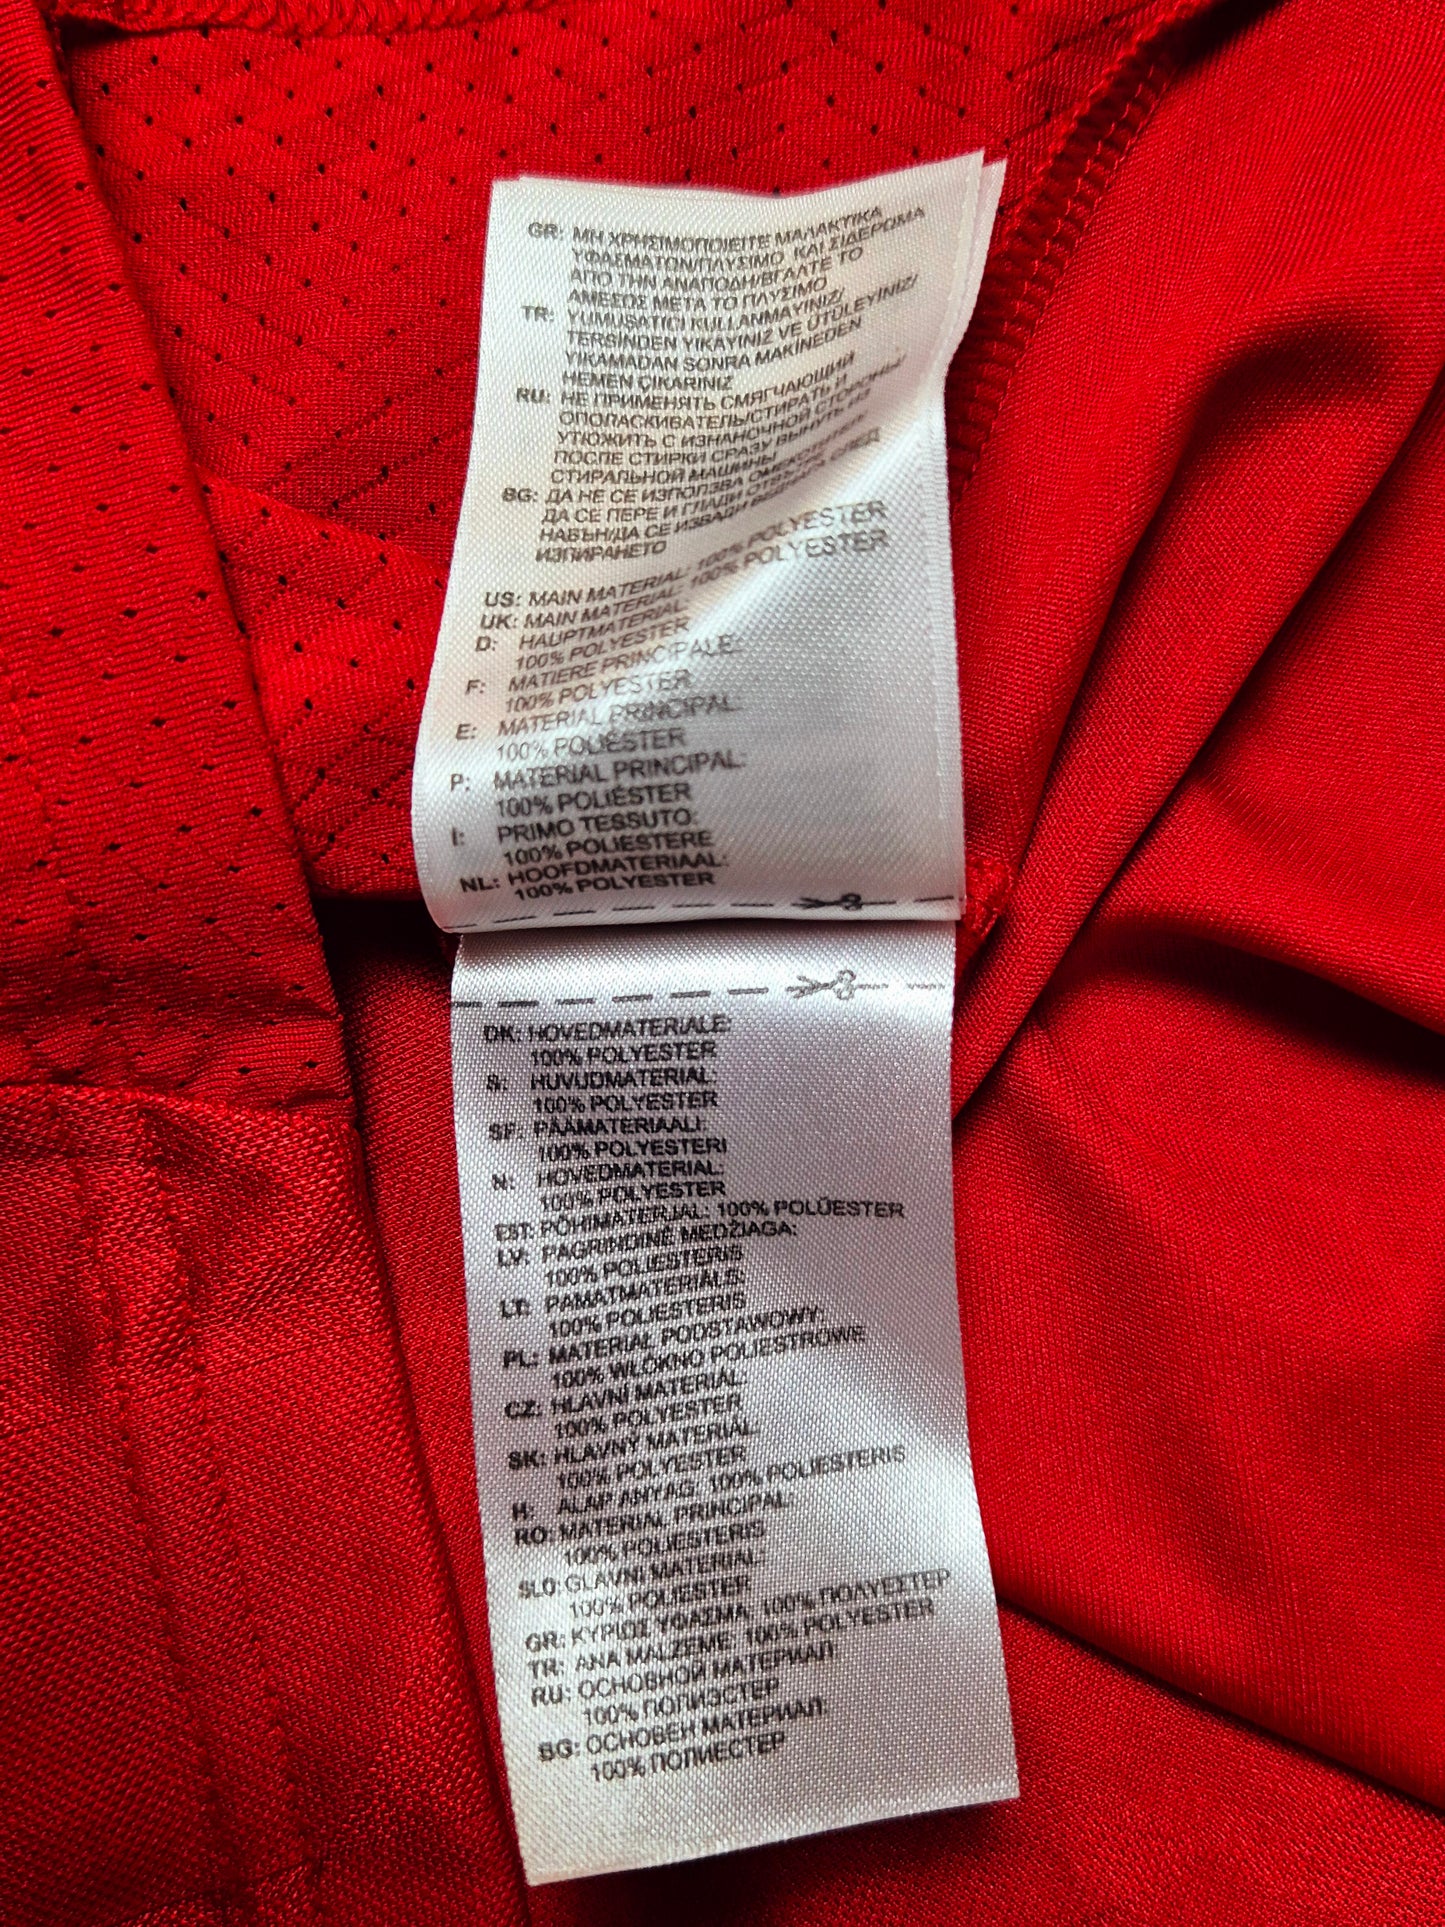 GR: ΜΗ ΧΡΗΣΙΜΟΠΟΙΕΙΤΕ ΜΑΛΑΚΤΙΚΑ
ΥΦΑΣΜΑΤΩΝ/ΠΛΥΣΙΜΟ ΚΑΙ ΣΙΔΕΡΩΜΑ
ΑΠΟ ΤΗΝ ΑΝΑΠΟΔΗ/ΒΓΑΛΤΕ ΤΟ
ΑΜΕΣΩΣ ΜΕΤΑ ΤΟ ΠΛΥΣΙΜΟ
TR: YUMUŞATICI KULLANMAYINIZ/
TERSİNDEN YIKAYINIZ VE ÜTÜLEYİNİZ/
YIKAMADAN SONRA MAKİNEDEN
HEMEN ÇIKARINIZ
RU: НЕ ПРИМЕНЯТЬ СМЯГЧАЮЩИЙ
ОПОЛАСКИВАТЕЛЬ/СТИРАТЬ И
УТЮЖИТЬ С ИЗНАНОЧНОЙ СТОРОНЫ/
ПОСЛЕ СТИРКИ СРАЗУ ВЫНУТЬ ИЗ
СТИРАЛЬНОЙ МАШИНЫ
BG: ДА НЕ СЕ ИЗПОЛЗВА ОМЕКОТИТЕЛ/
ДА СЕ ПЕРЕ И ГЛАДИ ОТВЪТРЕ
НАВЪН/ДА СЕ ИЗВАДИ СЛЕД
ИЗПИРАНЕТО
US: MAIN MATERIAL: 100% POLYESTER
UK: MAIN MATERIAL: 100% POLYESTER
D: HAUPTMATERIAL:
100% POLYESTER
F: MATIERE PRINCIPALE:
100% POLYESTER
E: MATERIAL PRINCIPAL:
100% POLIÉSTER
P: MATERIAL PRINCIPAL:
100% POLIÉSTER
I: PRIMO TESSUTO:
100% POLIESTERE
NL: HOOFDMATERIAAL:
100% POLYESTER
DK: HOVEDMATERIALE:
100% POLYESTER
S: HUVUDMATERIAL:
100% POLYESTER
SF: PÄÄMATERIAALI:
100% POLYESTERI
N: HOVEDMATERIAL:
100% POLYESTER
EST: PÕHIMATERJAL: 100% POLÜESTER
LV: PAGRINDINĖ MEDŽIAGA:
100% POLIESTERIS
LT: PAMATMATERIĀLS:
100% POLIESTERIS
PL: MATERIAŁ PODSTAWOWY:
100% WŁÓKNO POLIESTROWE
CZ: HLAVNÍ MATERIÁL:
100% POLYESTER
SK: HLAVNÝ MATERIÁL
100% POLYESTER
H: ALAP ANYAG: 100% POLIESTERIS
RO: MATERIAL PRINCIPAL:
100% POLIESTERIS
SLO: GLAVNI MATERIAL:
100% POLIESTER
GR: ΚΥΡΙΩΣ ΥΦΑΣΜΑ: 100% ΠΟΛΥΕΣΤΕΡ
TR: ANA MALZEME: 100% POLYESTER
RU: ОСНОВНОЙ МАТЕРИАЛ
100% ПОЛИЭСТЕР
BG: ОСНОВЕН МАТЕРИАЛ:
100% ПОЛИЕСТЕР